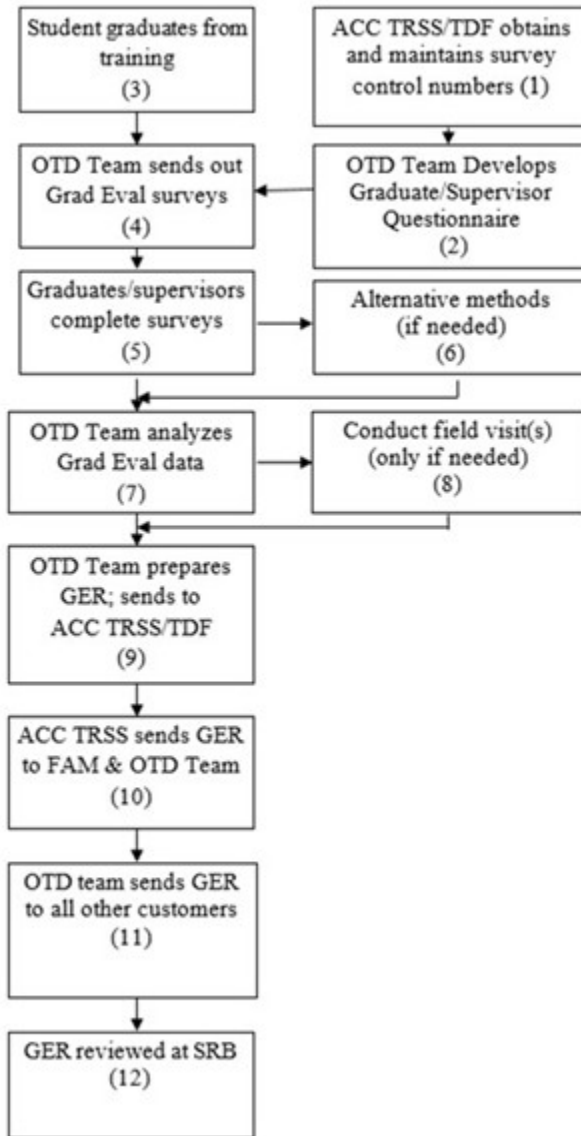 Student graduates from
training
(3)
ACC TRSS/TDF obtains
and maintains survey
control numbers (1)
OTD Team sends out
Grad Eval surveys
(4)
OTD Team Develops
Graduate/Supervisor
Questionnaire
(2)
Graduates/supervisors
complete surveys
(5)
Alternative methods
(if needed)
(6)
OTD Team analyzes
Grad Eval data
(7)
Conduct field visit(s)
(only if needed)
(8)
OTD Team prepares
GER; sends to
ACC TRSS/TDF
(9)
ACC TRSS sends GER
to FAM & OTD Team
(10)
OTD team sends GER
to all other customers
(11)
GER reviewed at SRB
(12)